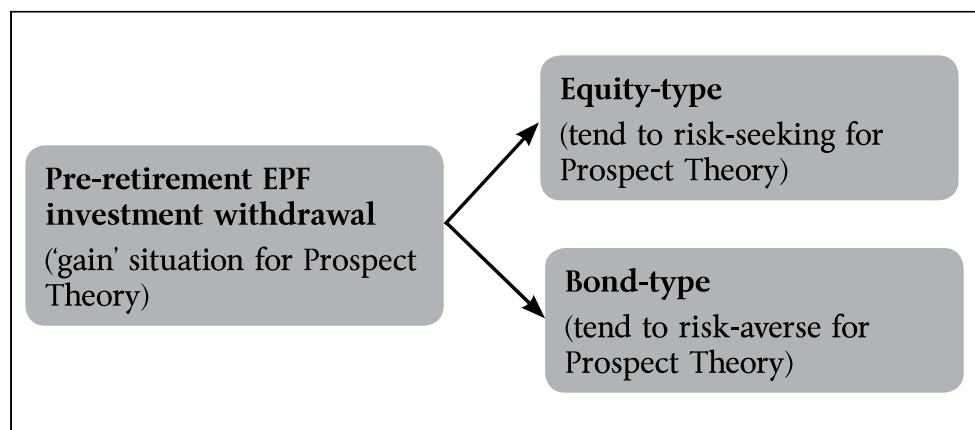 Pre-retirement EPF
investment withdrawal
(‘gain’ situation for Prospect
Theory)
Equity-type
(tend to risk-seeking for
Prospect Theory)
Bond-type
(tend to risk-averse for
Prospect Theory)